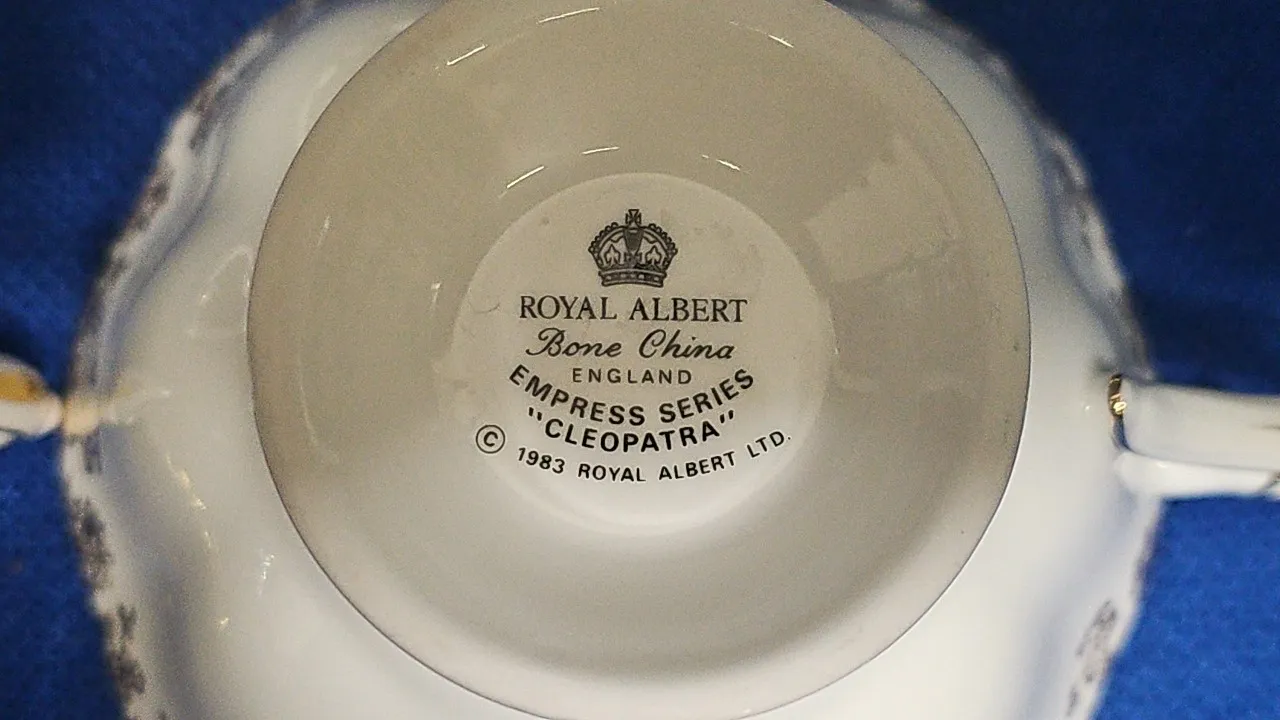 ROYAL ALBERT
Bone China
ENGLAND
EMPRESS SERIES
"CLEOPATRA"
© 1983 ROYAL ALBERT LTD.